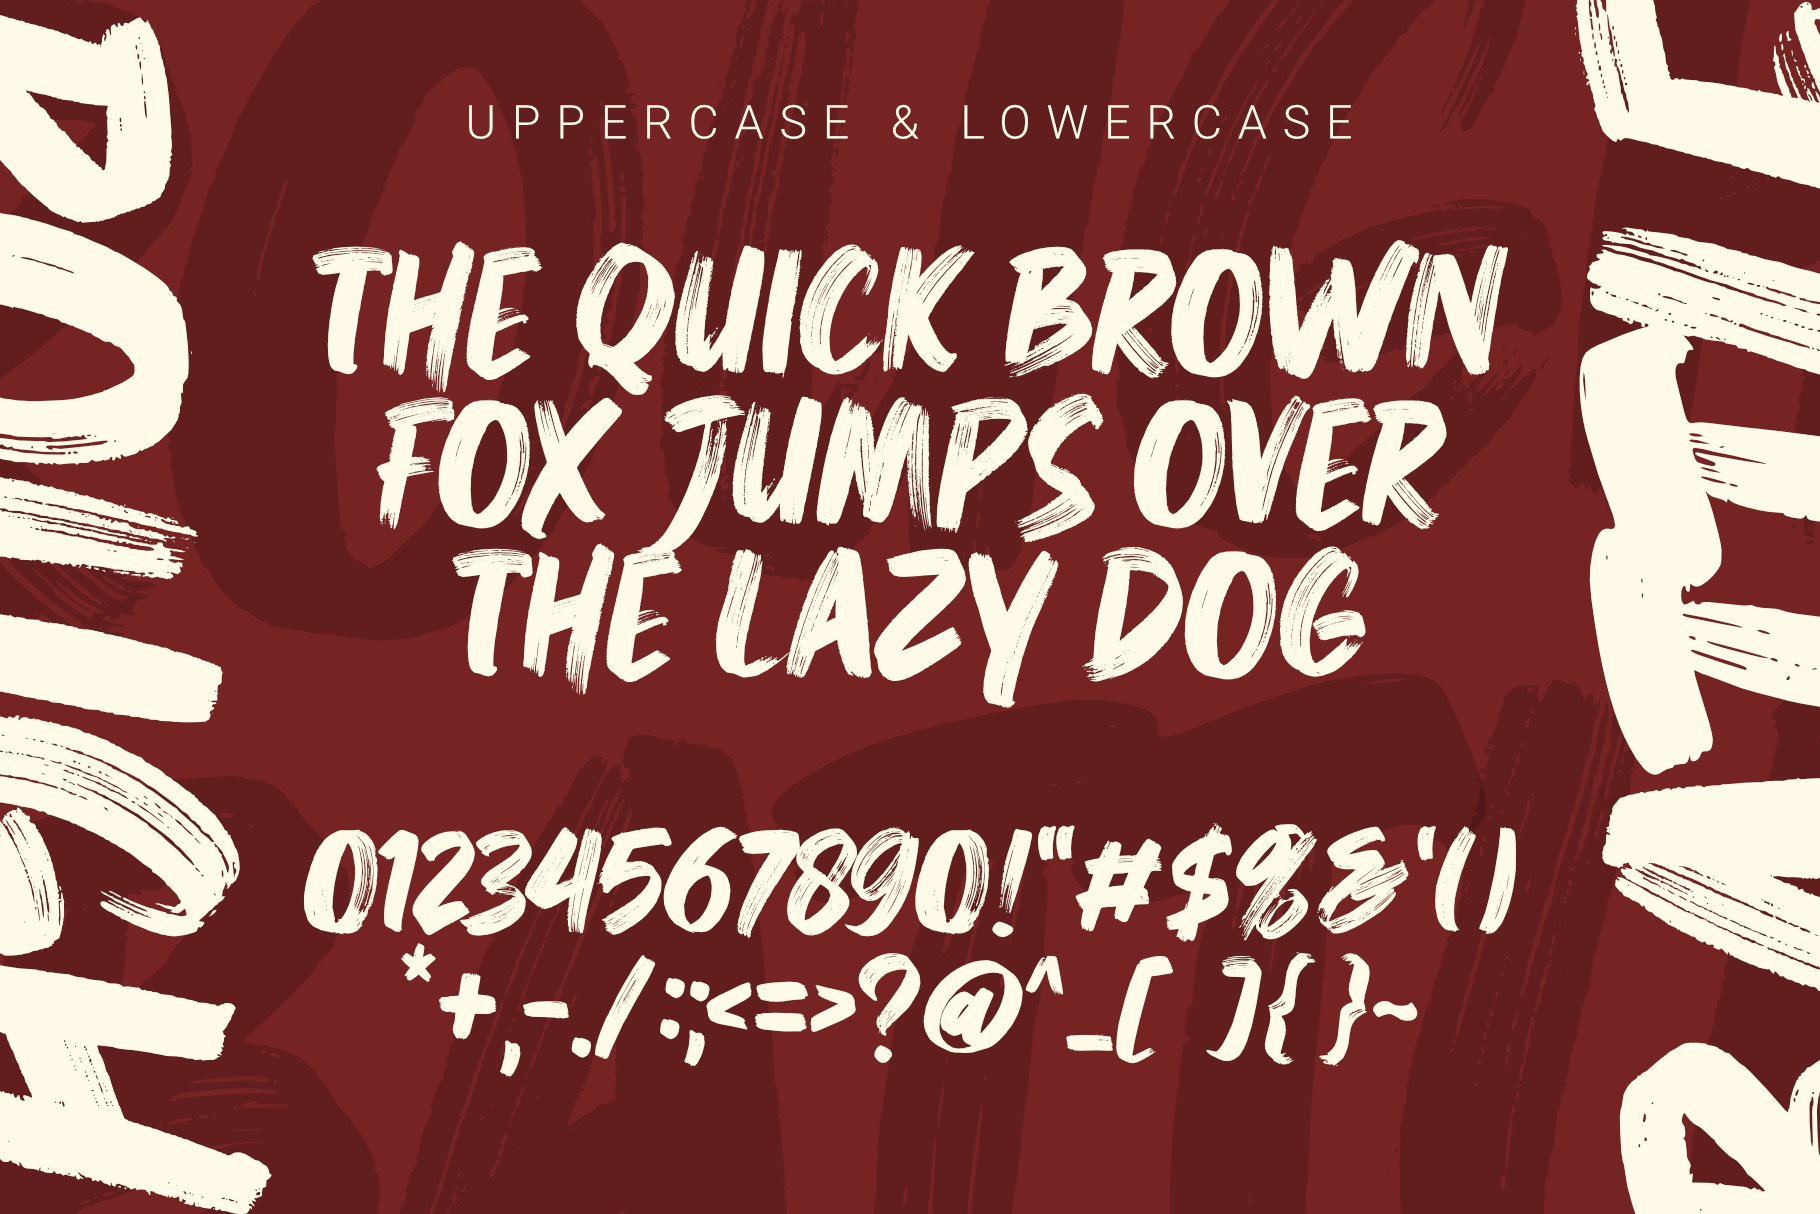 UPPERCASE & LOWERCASE
THE QUICK BROWN
FOX JUMPS OVER
THE LAZY DOG
01234567890!"#$%&'()
*+,-./:;<=>?@^_[ ]{ }~